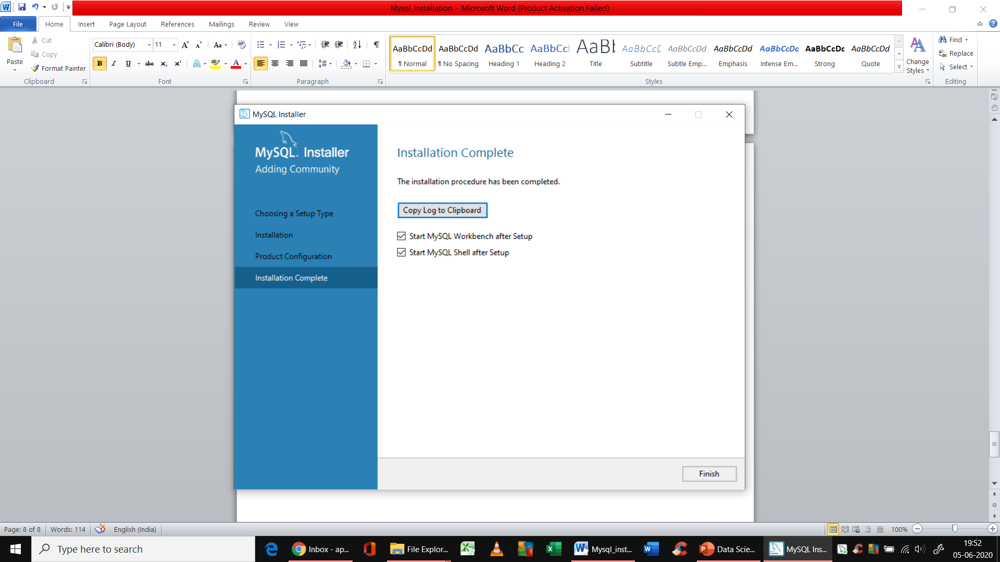 Mysql_installation - Microsoft Word (Product Activation Failed)
File Home Insert Page Layout References Mailings Review View
Paste
Cut
Copy
Format Painter
Clipboard
Calibri (Body) 11
Font
Paragraph
AaBbCcDd AaBbCcDd AaBbCc AaBbCcI AaBb AaBbCcD AaBbCcDd AaBbCcDd AaBbCcDd AaBbCcDd AaBbCcDd
¶ Normal ¶ No Spacing Heading 1 Heading 2 Title Subtitle Subtle Emp... Emphasis Intense Em... Strong Quote
Styles
Change
Styles
Find
Replace
Select
Editing
MySQL Installer
MySQL. Installer
Adding Community
Choosing a Setup Type
Installation
Product Configuration
Installation Complete
Installation Complete
The installation procedure has been completed.
Copy Log to Clipboard
Start MySQL Workbench after Setup
Start MySQL Shell after Setup
Finish
Page: 8 of 8 Words: 114 English (India) 100%
Type here to search
Inbox - ap...
File Explor...
Mysql_inst...
Data Scie...
MySQL Ins...
19:52
05-06-2020